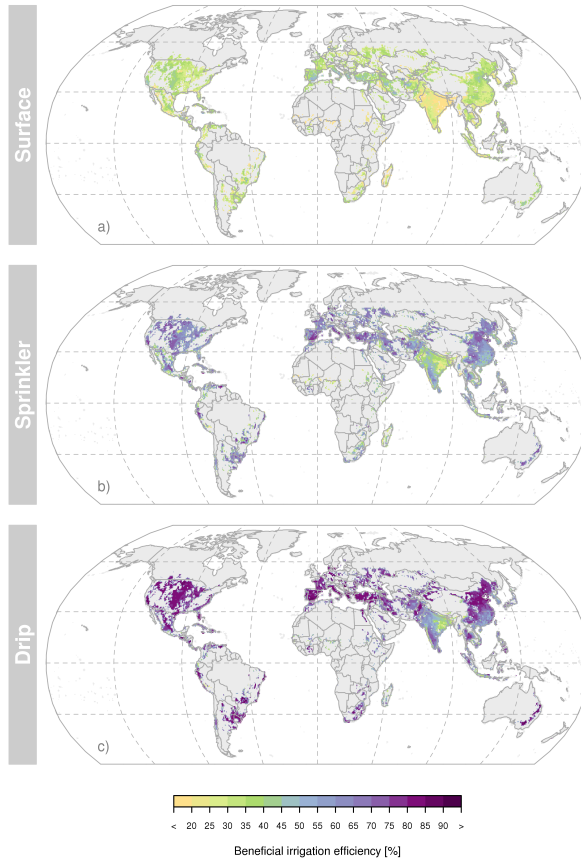 Surface
a)
Sprinkler
b)
Drip
c)
< 20 25 30 35 40 45 50 55 60 65 70 75 80 85 90 >
Beneficial irrigation efficiency [%]